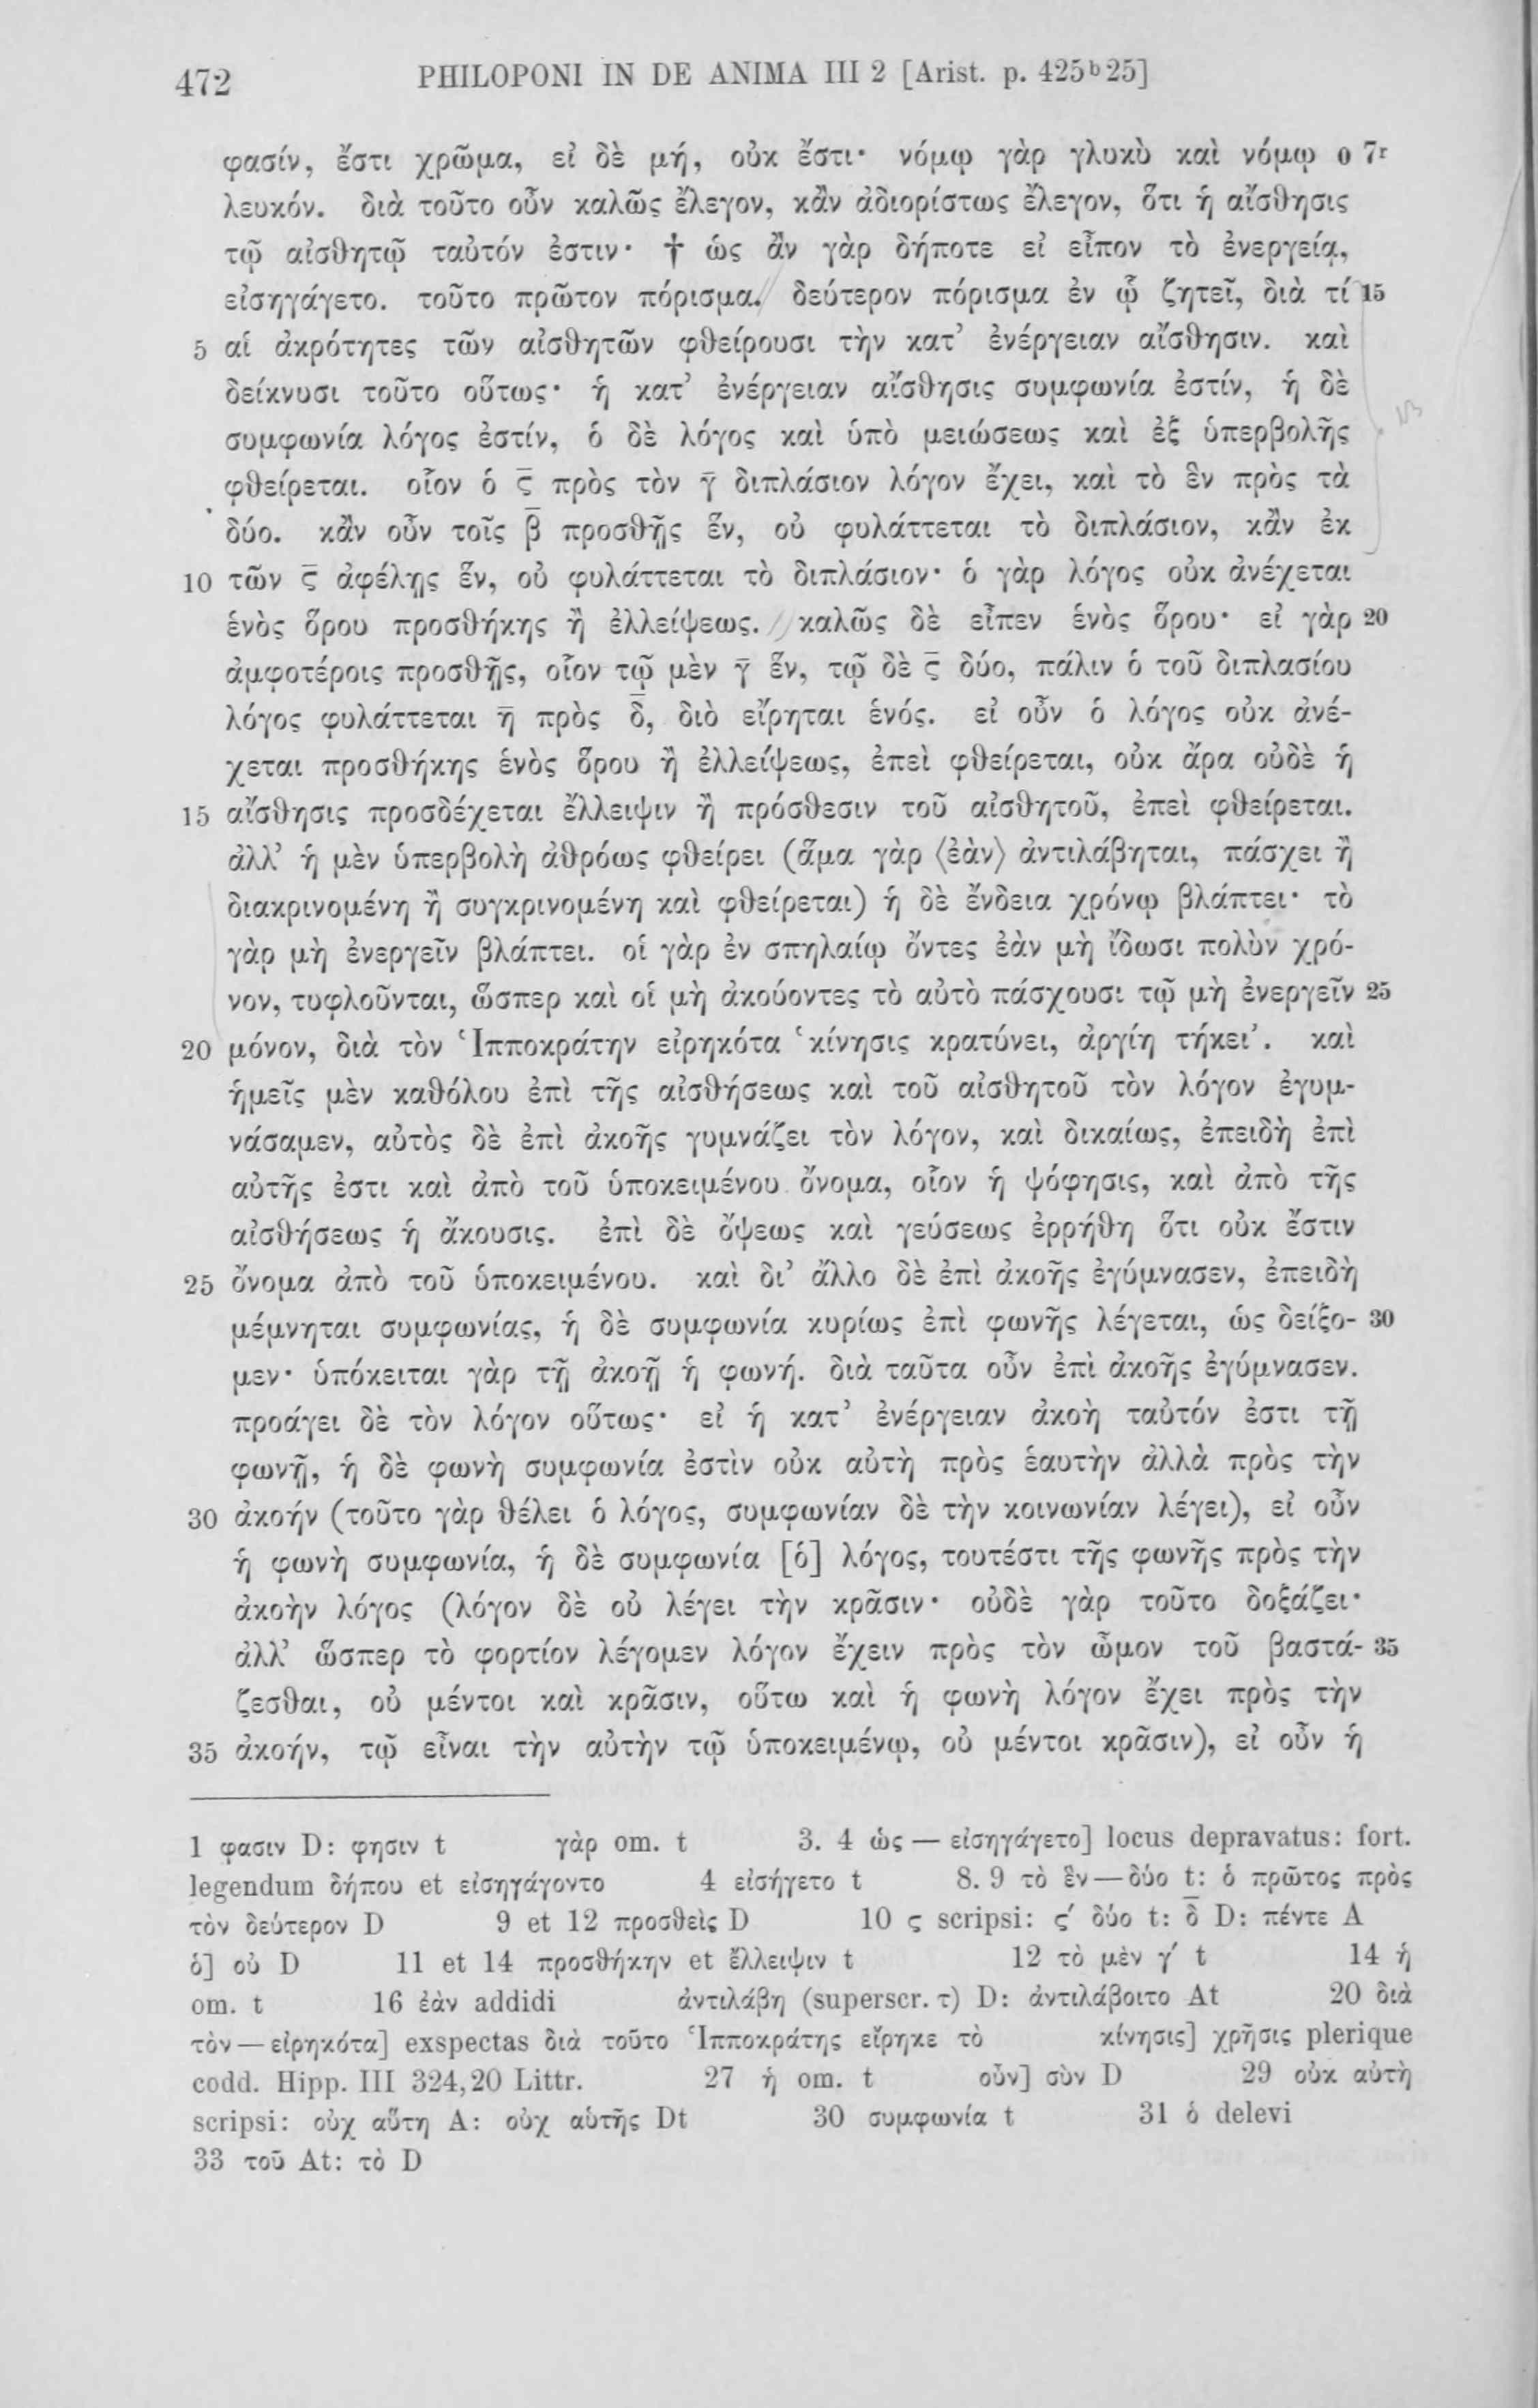 472 PHILOPONI IN DE ANIMA III 2 [Arist. p. 425ᵇ25]
φασίν, ἔστι χρῶμα, εἰ δὲ μή, οὐκ ἔστι· νόμῳ γὰρ γλυκὺ καὶ νόμῳ ο 7ʳ
λευκόν. διὰ τοῦτο οὖν καλῶς ἔλεγον, κἂν ἀδιορίστως ἔλεγον, ὅτι ἡ αἴσθησις
τῷ αἰσθητῷ ταὐτόν ἐστιν· † ὡς ἂν γὰρ δήποτε εἰ εἶπον τὸ ἐνεργείᾳ,
εἰσηγάγετο. τοῦτο πρῶτον πόρισμα. δεύτερον πόρισμα ἐν ᾧ ζητεῖ, διὰ τί 15
5 αἱ ἀκρότητες τῶν αἰσθητῶν φθείρουσι τὴν κατ’ ἐνέργειαν αἴσθησιν. καὶ
δείκνυσι τοῦτο οὕτως· ἡ κατ’ ἐνέργειαν αἴσθησις συμφωνία ἐστίν, ἡ δὲ
συμφωνία λόγος ἐστίν, ὁ δὲ λόγος καὶ ὑπὸ μειώσεως καὶ ἐξ ὑπερβολῆς
φθείρεται. οἷον ὁ ϛ̄ πρὸς τὸν γ̄ διπλάσιον λόγον ἔχει, καὶ τὸ ἓν πρὸς τὰ
δύο. κἂν οὖν τοῖς β̄ προσθῇς ἕν, οὐ φυλάττεται τὸ διπλάσιον, κἂν ἐκ
10 τῶν ϛ̄ ἀφέλῃς ἕν, οὐ φυλάττεται τὸ διπλάσιον· ὁ γὰρ λόγος οὐκ ἀνέχεται
ἑνὸς ὅρου προσθήκης ἢ ἐλλείψεως. καλῶς δὲ εἶπεν ἑνὸς ὅρου· εἰ γὰρ 20
ἀμφοτέροις προσθῇς, οἷον τῷ μὲν γ̄ ἕν, τῷ δὲ ϛ̄ δύο, πάλιν ὁ τοῦ διπλασίου
λόγος φυλάττεται η̄ πρὸς δ̄, διὸ εἴρηται ἑνός. εἰ οὖν ὁ λόγος οὐκ ἀνέ-
χεται προσθήκης ἑνὸς ὅρου ἢ ἐλλείψεως, ἐπεὶ φθείρεται, οὐκ ἄρα οὐδὲ ἡ
15 αἴσθησις προσδέχεται ἔλλειψιν ἢ πρόσθεσιν τοῦ αἰσθητοῦ, ἐπεὶ φθείρεται.
ἀλλ’ ἡ μὲν ὑπερβολὴ ἀθρόως φθείρει (ἅμα γὰρ ⟨ἐὰν⟩ ἀντιλάβηται, πάσχει ἢ
διακρινομένη ἢ συγκρινομένη καὶ φθείρεται) ἡ δὲ ἔνδεια χρόνῳ βλάπτει· τὸ
γὰρ μὴ ἐνεργεῖν βλάπτει. οἱ γὰρ ἐν σπηλαίῳ ὄντες ἐὰν μὴ ἴδωσι πολὺν χρό-
νον, τυφλοῦνται, ὥσπερ καὶ οἱ μὴ ἀκούοντες τὸ αὐτὸ πάσχουσι τῷ μὴ ἐνεργεῖν 25
20 μόνον, διὰ τὸν Ἱπποκράτην εἰρηκότα ‘κίνησις κρατύνει, ἀργίη τήκει’. καὶ
ἡμεῖς μὲν καθόλου ἐπὶ τῆς αἰσθήσεως καὶ τοῦ αἰσθητοῦ τὸν λόγον ἐγυμ-
νάσαμεν, αὐτὸς δὲ ἐπὶ ἀκοῆς γυμνάζει τὸν λόγον, καὶ δικαίως, ἐπειδὴ ἐπὶ
αὐτῆς ἐστι καὶ ἀπὸ τοῦ ὑποκειμένου ὄνομα, οἷον ἡ ψόφησις, καὶ ἀπὸ τῆς
αἰσθήσεως ἡ ἄκουσις. ἐπὶ δὲ ὄψεως καὶ γεύσεως ἐρρήθη ὅτι οὐκ ἔστιν
25 ὄνομα ἀπὸ τοῦ ὑποκειμένου. καὶ δι’ ἄλλο δὲ ἐπὶ ἀκοῆς ἐγύμνασεν, ἐπειδὴ
μέμνηται συμφωνίας, ἡ δὲ συμφωνία κυρίως ἐπὶ φωνῆς λέγεται, ὡς δείξο- 30
μεν· ὑπόκειται γὰρ τῇ ἀκοῇ ἡ φωνή. διὰ ταῦτα οὖν ἐπὶ ἀκοῆς ἐγύμνασεν.
προάγει δὲ τὸν λόγον οὕτως· εἰ ἡ κατ’ ἐνέργειαν ἀκοὴ ταὐτόν ἐστι τῇ
φωνῇ, ἡ δὲ φωνὴ συμφωνία ἐστὶν οὐκ αὐτὴ πρὸς ἑαυτὴν ἀλλὰ πρὸς τὴν
30 ἀκοήν (τοῦτο γὰρ θέλει ὁ λόγος, συμφωνίαν δὲ τὴν κοινωνίαν λέγει), εἰ οὖν
ἡ φωνὴ συμφωνία, ἡ δὲ συμφωνία [ὁ] λόγος, τουτέστι τῆς φωνῆς πρὸς τὴν
ἀκοὴν λόγος (λόγον δὲ οὐ λέγει τὴν κρᾶσιν· οὐδὲ γὰρ τοῦτο δοξάζει·
ἀλλ’ ὥσπερ τὸ φορτίον λέγομεν λόγον ἔχειν πρὸς τὸν ὦμον τοῦ βαστά- 35
ζεσθαι, οὐ μέντοι καὶ κρᾶσιν, οὕτω καὶ ἡ φωνὴ λόγον ἔχει πρὸς τὴν
35 ἀκοήν, τῷ εἶναι τὴν αὐτὴν τῷ ὑποκειμένῳ, οὐ μέντοι κρᾶσιν), εἰ οὖν ἡ
1 φασιν D: φησιν t γὰρ om. t 3. 4 ὡς — εἰσηγάγετο] locus depravatus: fort.
legendum δήπου et εἰσηγάγοντο 4 εἰσήγετο t 8. 9 τὸ ἓν — δύο t: ὁ πρῶτος πρὸς
τὸν δεύτερον D 9 et 12 προσθεὶς D 10 ϛ scripsi: ϛ′ δύο t: δ̄ D: πέντε A
ὁ] οὐ D 11 et 14 προσθήκην et ἔλλειψιν t 12 τὸ μὲν γ′ t 14 ἡ
om. t 16 ἐὰν addidi ἀντιλάβη (superscr. τ) D: ἀντιλάβοιτο At 20 διὰ
τὸν — εἰρηκότα] exspectas διὰ τοῦτο Ἱπποκράτης εἴρηκε τὸ κίνησις] χρῆσις plerique
codd. Hipp. III 324,20 Littr. 27 ἡ om. t οὖν] σὺν D 29 οὐκ αὐτὴ
scripsi: οὐχ αὕτη A: οὐχ αὑτῆς Dt 30 συμφωνία t 31 ὁ delevi
33 τοῦ At: τὸ D